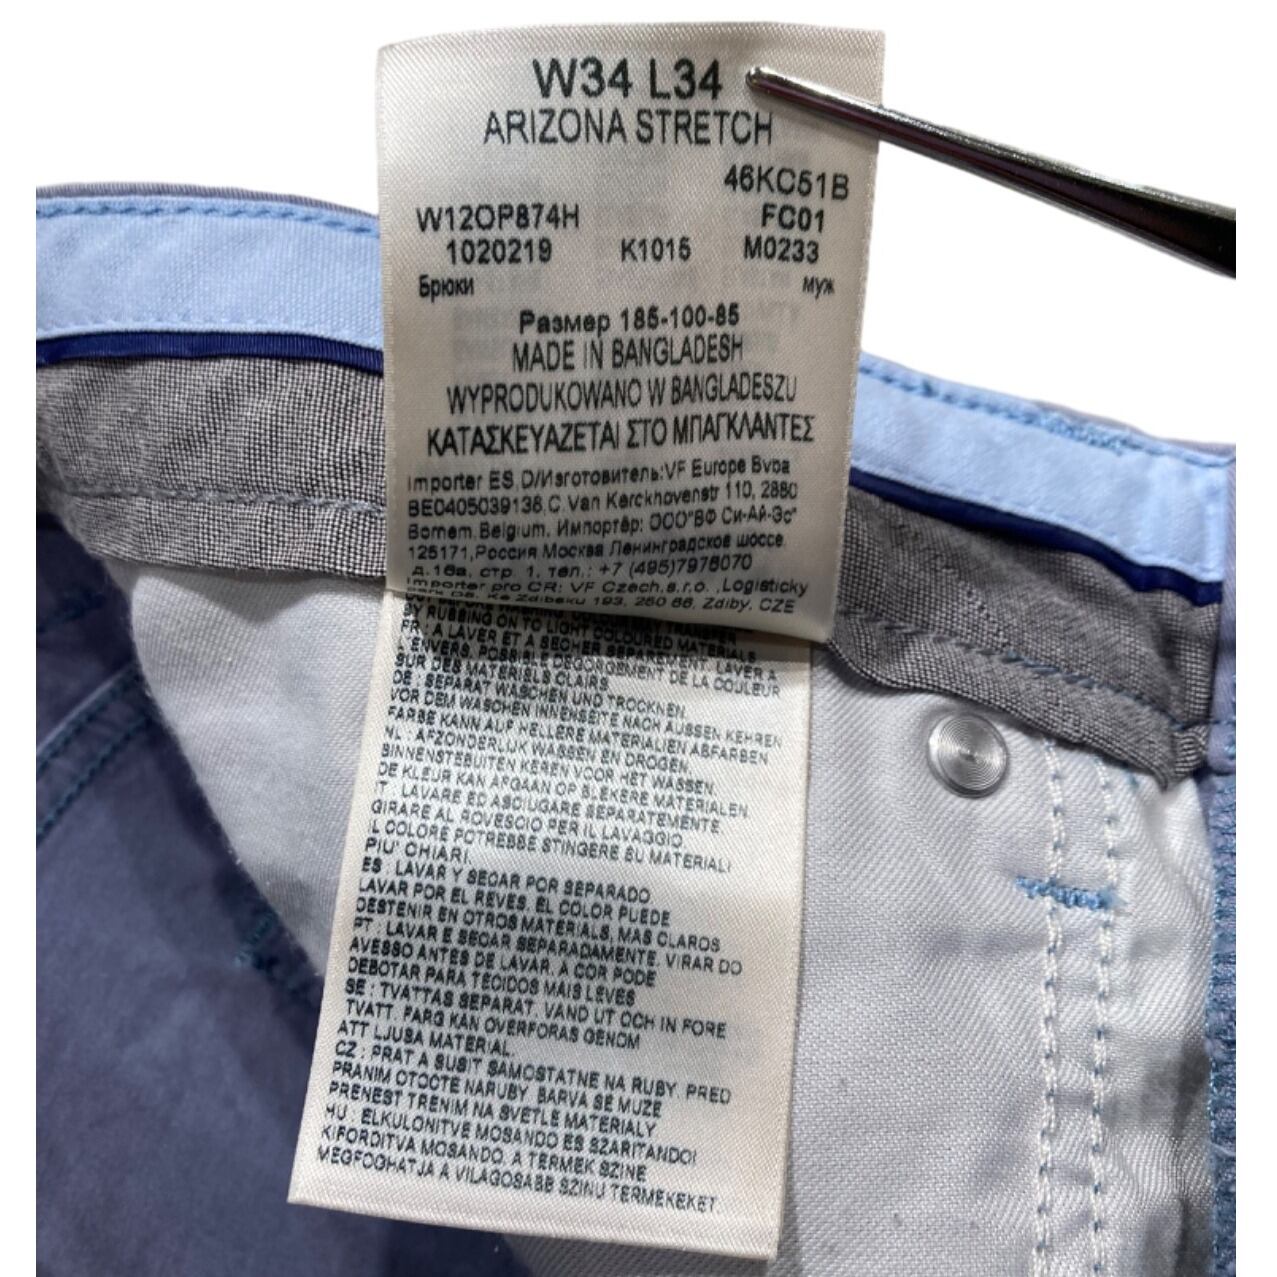 W34 L34
ARIZONA STRETCH
46KC51B
W12OP874H FC01
1020219 K1015 M0233
Брюки муж
Размер 185-100-85
MADE IN BANGLADESH
WYPRODUKOWANO W BANGLADESZU
ΚΑΤΑΣΚΕΥΑΖΕΤΑΙ ΣΤΟ ΜΠΑΓΚΛΑΝΤΕΣ
Importer ES,D/Изготовитель:VF Europe Bvba
BE0405039138,C.Van Kerckhovenstr 110, 2880
Bornem.Belgium. Импортёр: ООО"ВФ Си-Ай-Эс"
125171,Россия Москва Ленинградское шоссе
д.16а, стр. 1, тел.: +7 (495)7976070
Importer pro CR: VF Czech,s.r.o. ,Logisticky
Ke Zdibsku 193, 250 66, Zdiby, CZE
BY RUBBING ON TO LIGHT COLOURED MATERIALS
FR: A LAVER ET A SECHER SEPAREMENT. LAVER A
L'ENVERS. POSSIBLE DEGORGEMENT DE LA COULEUR
SUR DES MATERIELS CLAIRS.
DE : SEPARAT WASCHEN UND TROCKNEN.
VOR DEM WASCHEN INNENSEITE NACH AUSSEN KEHREN
FARBE KANN AUF HELLERE MATERIALIEN ABFARBEN
NL : AFZONDERLIJK WASSEN EN DROGEN.
BINNENSTEBUITEN KEREN VOOR HET WASSEN.
DE KLEUR KAN AFGAAN OP BLEKERE MATERIALEN.
IT : LAVARE ED ASCIUGARE SEPARATEMENTE
GIRARE AL ROVESCIO PER IL LAVAGGIO.
IL COLORE POTREBBE STINGERE SU MATERIALI
PIU' CHIARI.
ES : LAVAR Y SECAR POR SEPARADO
LAVAR POR EL REVES. EL COLOR PUEDE
DESTENIR EN OTROS MATERIALS, MAS CLAROS
PT : LAVAR E SECAR SEPARADAMENTE. VIRAR DO
AVESSO ANTES DE LAVAR. A COR PODE
DEBOTAR PARA TECIDOS MAIS LEVES
SE : TVATTAS SEPARAT. VAND UT OCH IN FORE
TVATT. FARG KAN OVERFORAS GENOM
ATT LJUSA MATERIAL.
CZ : PRAT A SUSIT SAMOSTATNE NA RUBY. PRED
PRANIM OTOCTE NARUBY. BARVA SE MUZE
PRENEST TRENIM NA SVETLE MATERIALY
HU : ELKULONITVE MOSANDO ES SZARITANDO!
KIFORDITVA MOSANDO. A TERMEK SZINE
MEGFOGHATJA A VILAGOSABB SZINU TERMEKEKET.